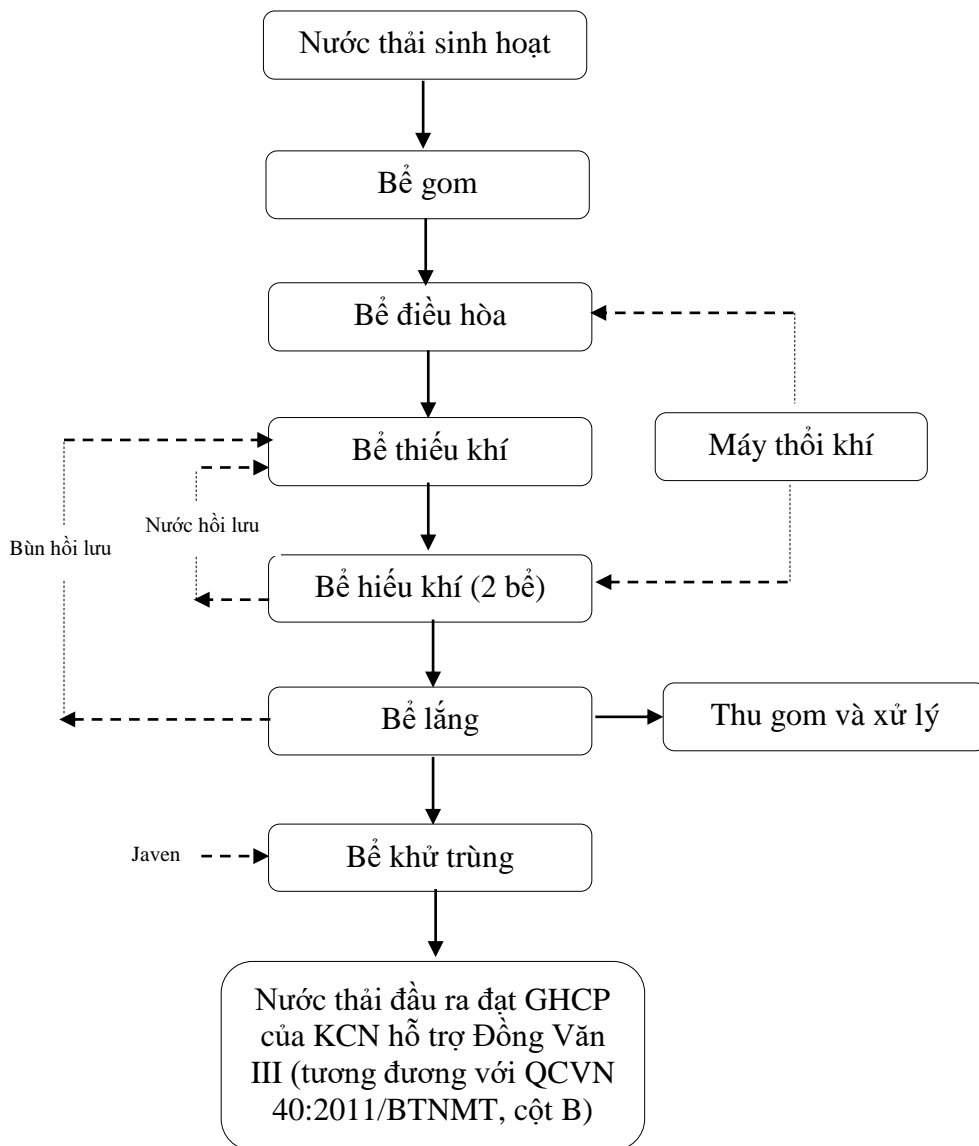 Nước thải sinh hoạt
Bể gom
Bể điều hòa
Bể thiếu khí
Máy thổi khí
Nước hồi lưu
Bùn hồi lưu
Bể hiếu khí (2 bể)
Bể lắng
Thu gom và xử lý
Javen
Bể khử trùng
Nước thải đầu ra đạt GHCP
của KCN hỗ trợ Đồng Văn
III (tương đương với QCVN
40:2011/BTNMT, cột B)